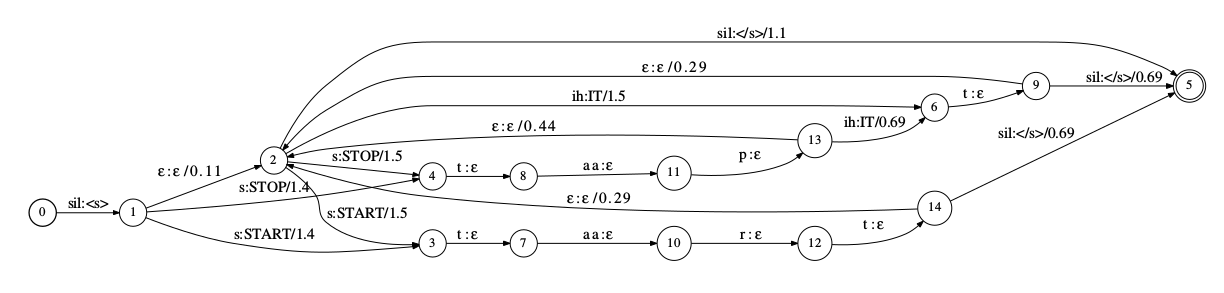 sil:</s>/1.1
ε:ε/0.29
9
sil:</s>/0.69
5
ih:IT/1.5
t:ε
6
ε:ε/0.44
ih:IT/0.69
13
sil:</s>/0.69
2
s:STOP/1.5
p:ε
ε:ε/0.11
4
t:ε
8
aa:ε
11
s:STOP/1.4
ε:ε/0.29
14
0
sil:<s>
1
s:START/1.5
s:START/1.4
3
t:ε
7
aa:ε
10
r:ε
12
t:ε